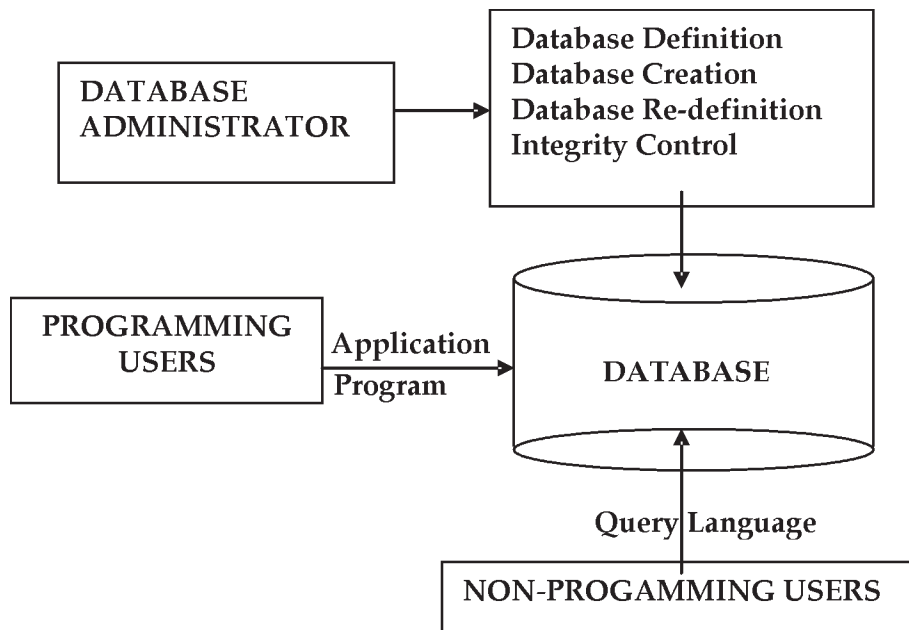 DATABASE
ADMINISTRATOR
Database Definition
Database Creation
Database Re-definition
Integrity Control
PROGRAMMING
USERS
Application
Program
DATABASE
Query Language
NON-PROGAMMING USERS